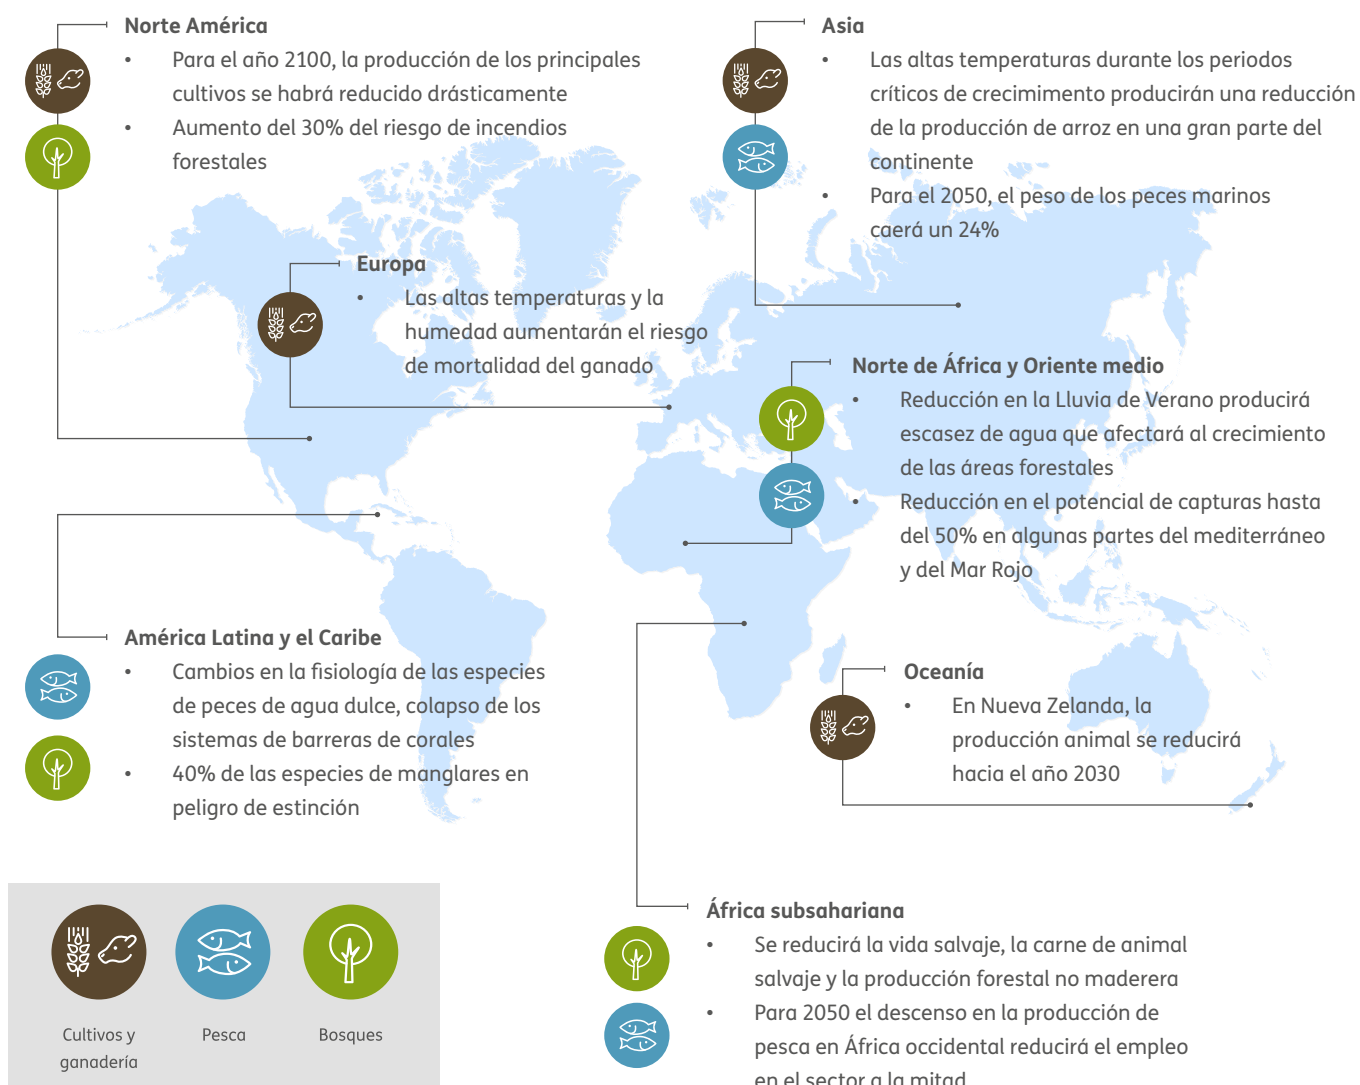 Norte América
• Para el año 2100, la producción de los principales
cultivos se habrá reducido drásticamente
• Aumento del 30% del riesgo de incendios
forestales
Asia
• Las altas temperaturas durante los periodos
críticos de crecimimento producirán una reducción
de la producción de arroz en una gran parte del
continente
• Para el 2050, el peso de los peces marinos
caerá un 24%
Europa
• Las altas temperaturas y la
humedad aumentarán el riesgo
de mortalidad del ganado
Norte de África y Oriente medio
• Reducción en la Lluvia de Verano producirá
escasez de agua que afectará al crecimiento
de las áreas forestales
• Reducción en el potencial de capturas hasta
del 50% en algunas partes del mediterráneo
y del Mar Rojo
América Latina y el Caribe
• Cambios en la fisiología de las especies
de peces de agua dulce, colapso de los
sistemas de barreras de corales
• 40% de las especies de manglares en
peligro de estinción
Oceanía
• En Nueva Zelanda, la
producción animal se reducirá
hacia el año 2030
África subsahariana
• Se reducirá la vida salvaje, la carne de animal
salvaje y la producción forestal no maderera
• Para 2050 el descenso en la producción de
pesca en África occidental reducirá el empleo
en el sector a la mitad
Cultivos y
ganadería
Pesca
Bosques